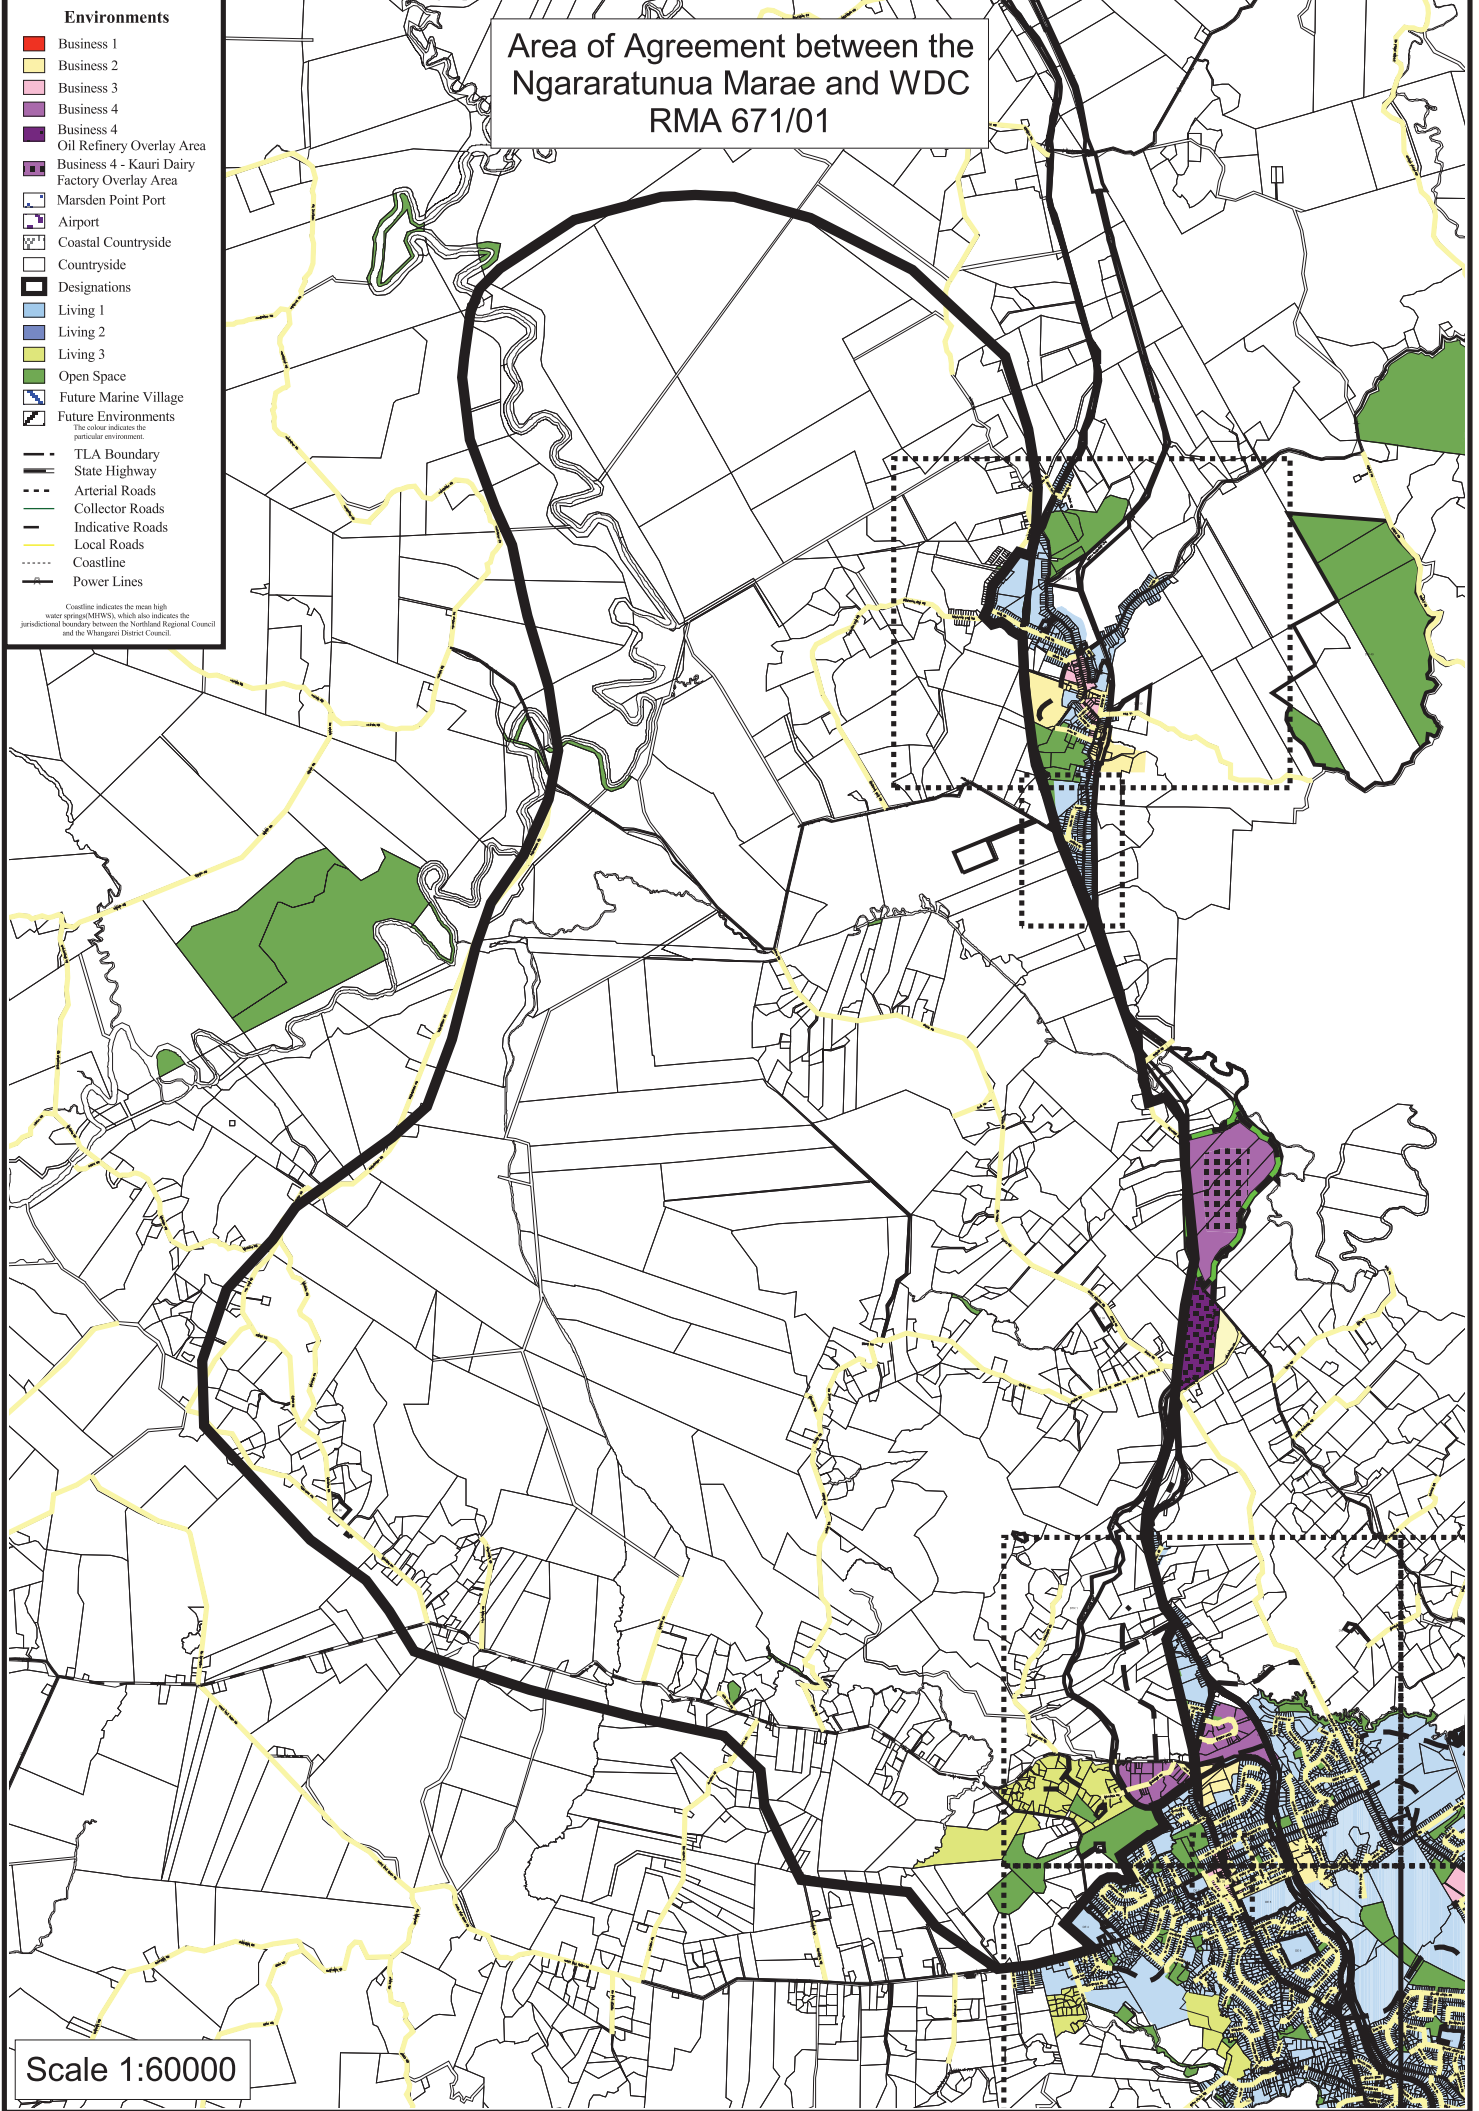 Environments
Business 1
Business 2
Business 3
Business 4
Business 4
Oil Refinery Overlay Area
Business 4 - Kauri Dairy
Factory Overlay Area
Marsden Point Port
Airport
Coastal Countryside
Countryside
Designations
Living 1
Living 2
Living 3
Open Space
Future Marine Village
Future Environments
The colour indicates the
particular environment.
TLA Boundary
State Highway
Arterial Roads
Collector Roads
Indicative Roads
Local Roads
Coastline
Power Lines
Coastline indicates the mean high
water springs(MHWS), which also indicates the
jurisdictional boundary between the Northland Regional Council
and the Whangarei District Council.
Area of Agreement between the
Ngararatunua Marae and WDC
RMA 671/01
Scale 1:60000